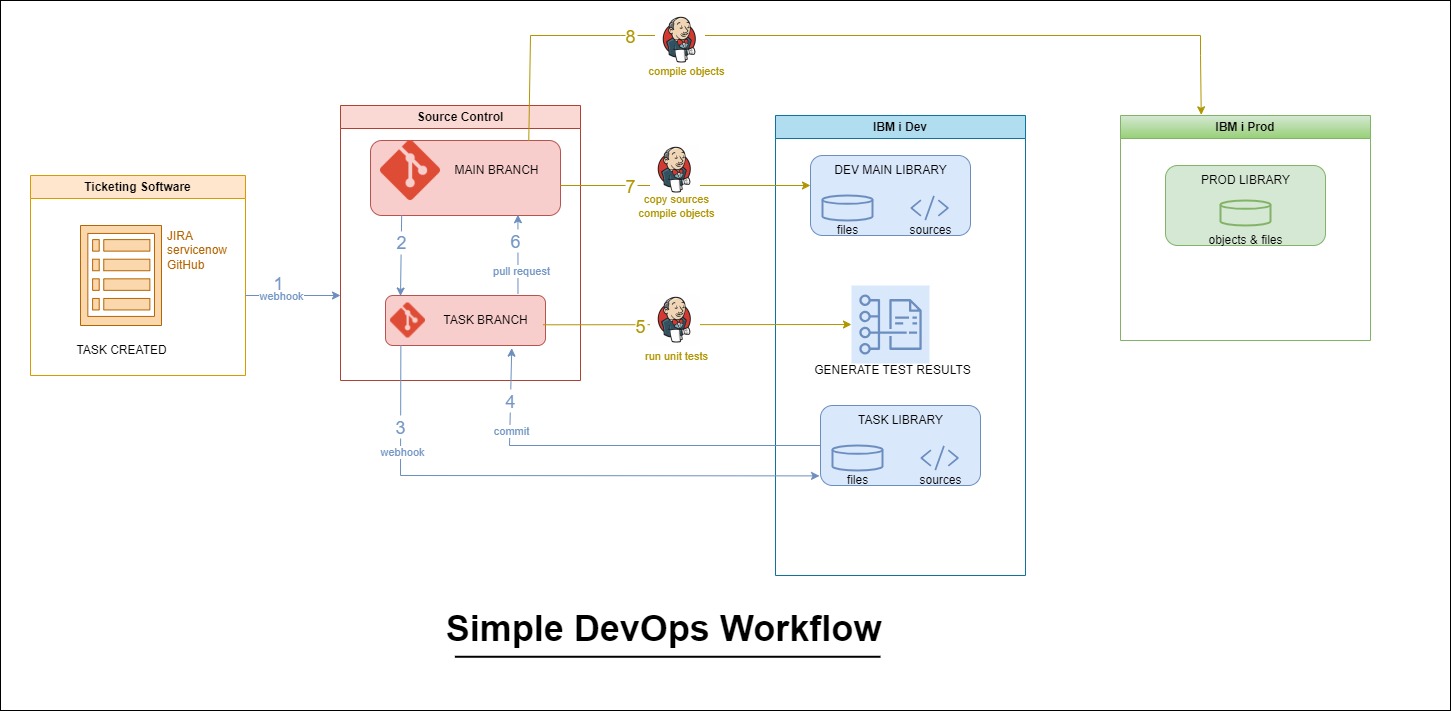 8
compile objects
Source Control
IBM i Dev
IBM i Prod
MAIN BRANCH
DEV MAIN LIBRARY
PROD LIBRARY
Ticketing Software
7
copy sources
compile objects
files
sources
objects & files
JIRA
servicenow
GitHub
2
6
pull request
1
webhook
TASK BRANCH
5
run unit tests
TASK CREATED
GENERATE TEST RESULTS
4
commit
3
webhook
TASK LIBRARY
files
sources
Simple DevOps Workflow